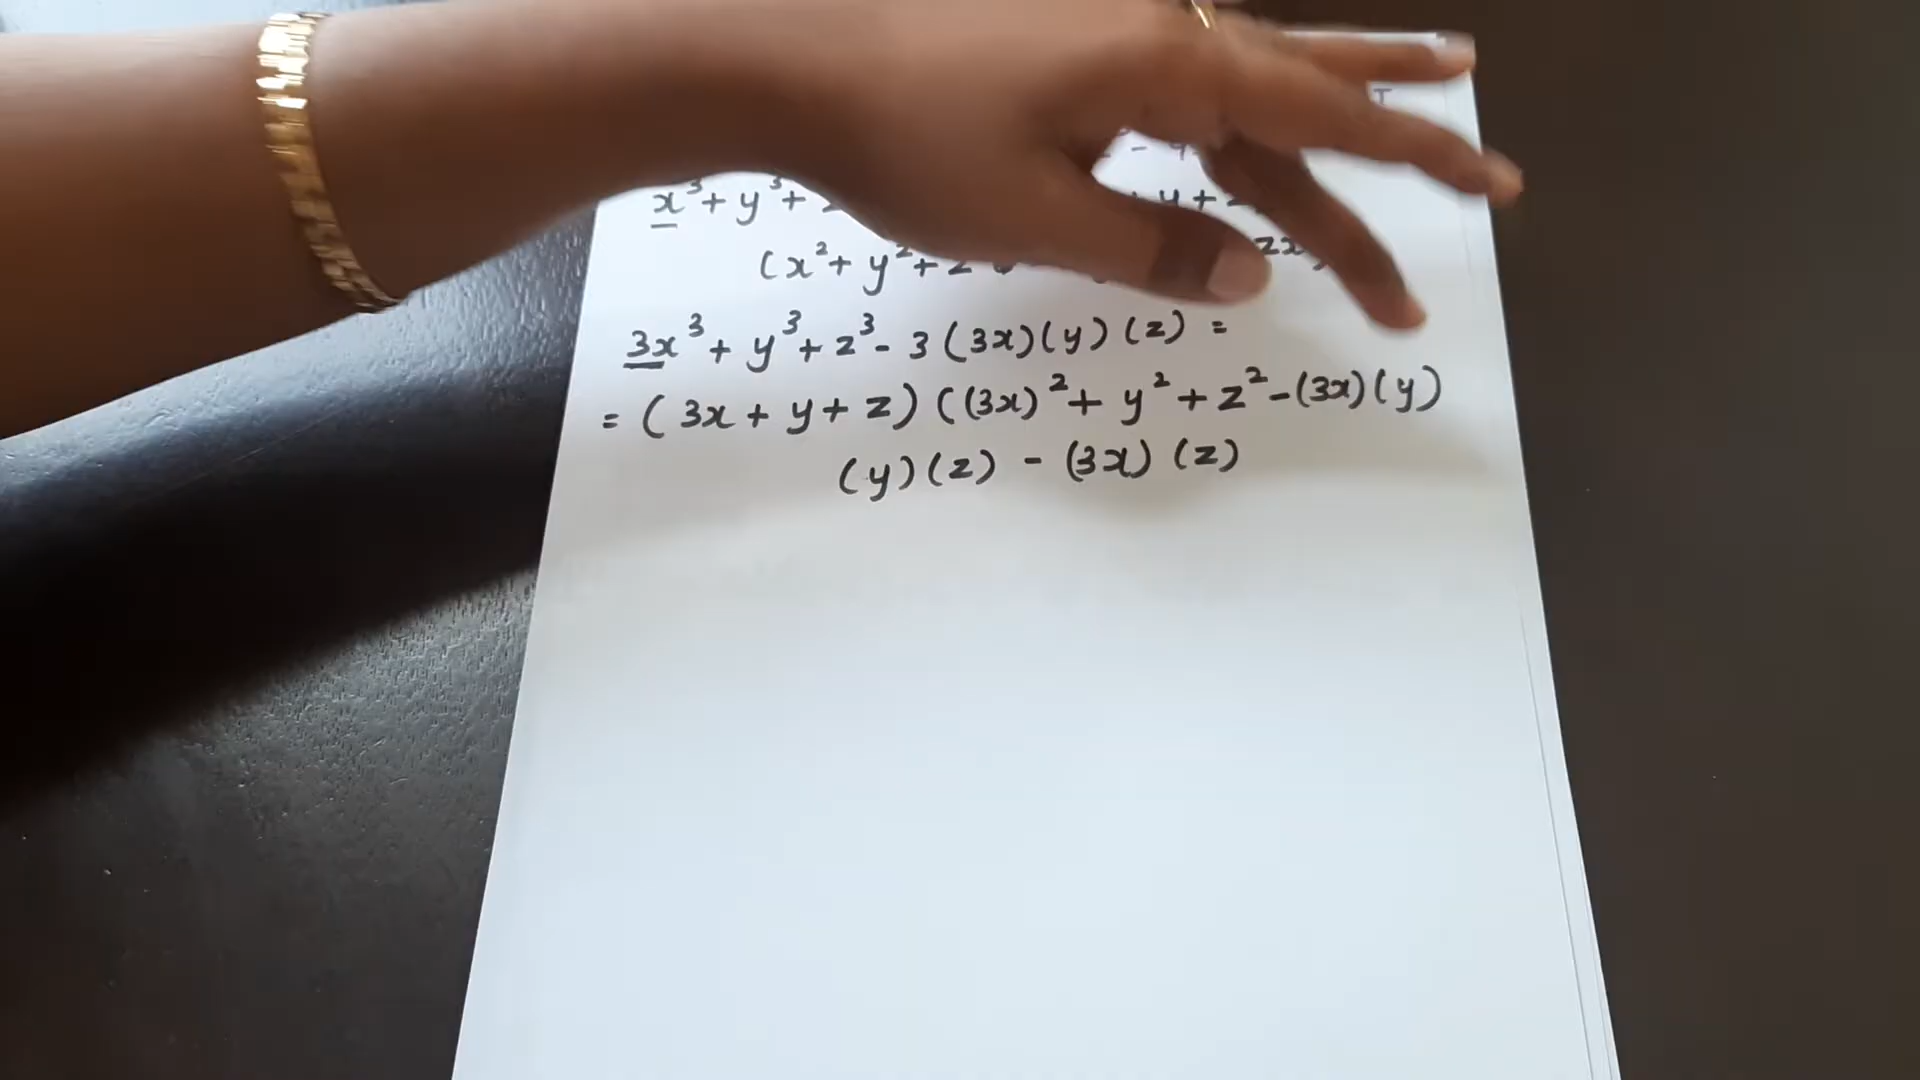 x³ + y³ +
(x² + y² + z
3x³ + y³ + z³ - 3(3x)(y)(z) =
= (3x + y + z)((3x)² + y² + z² - (3x)(y)
(y)(z) - (3x)(z)